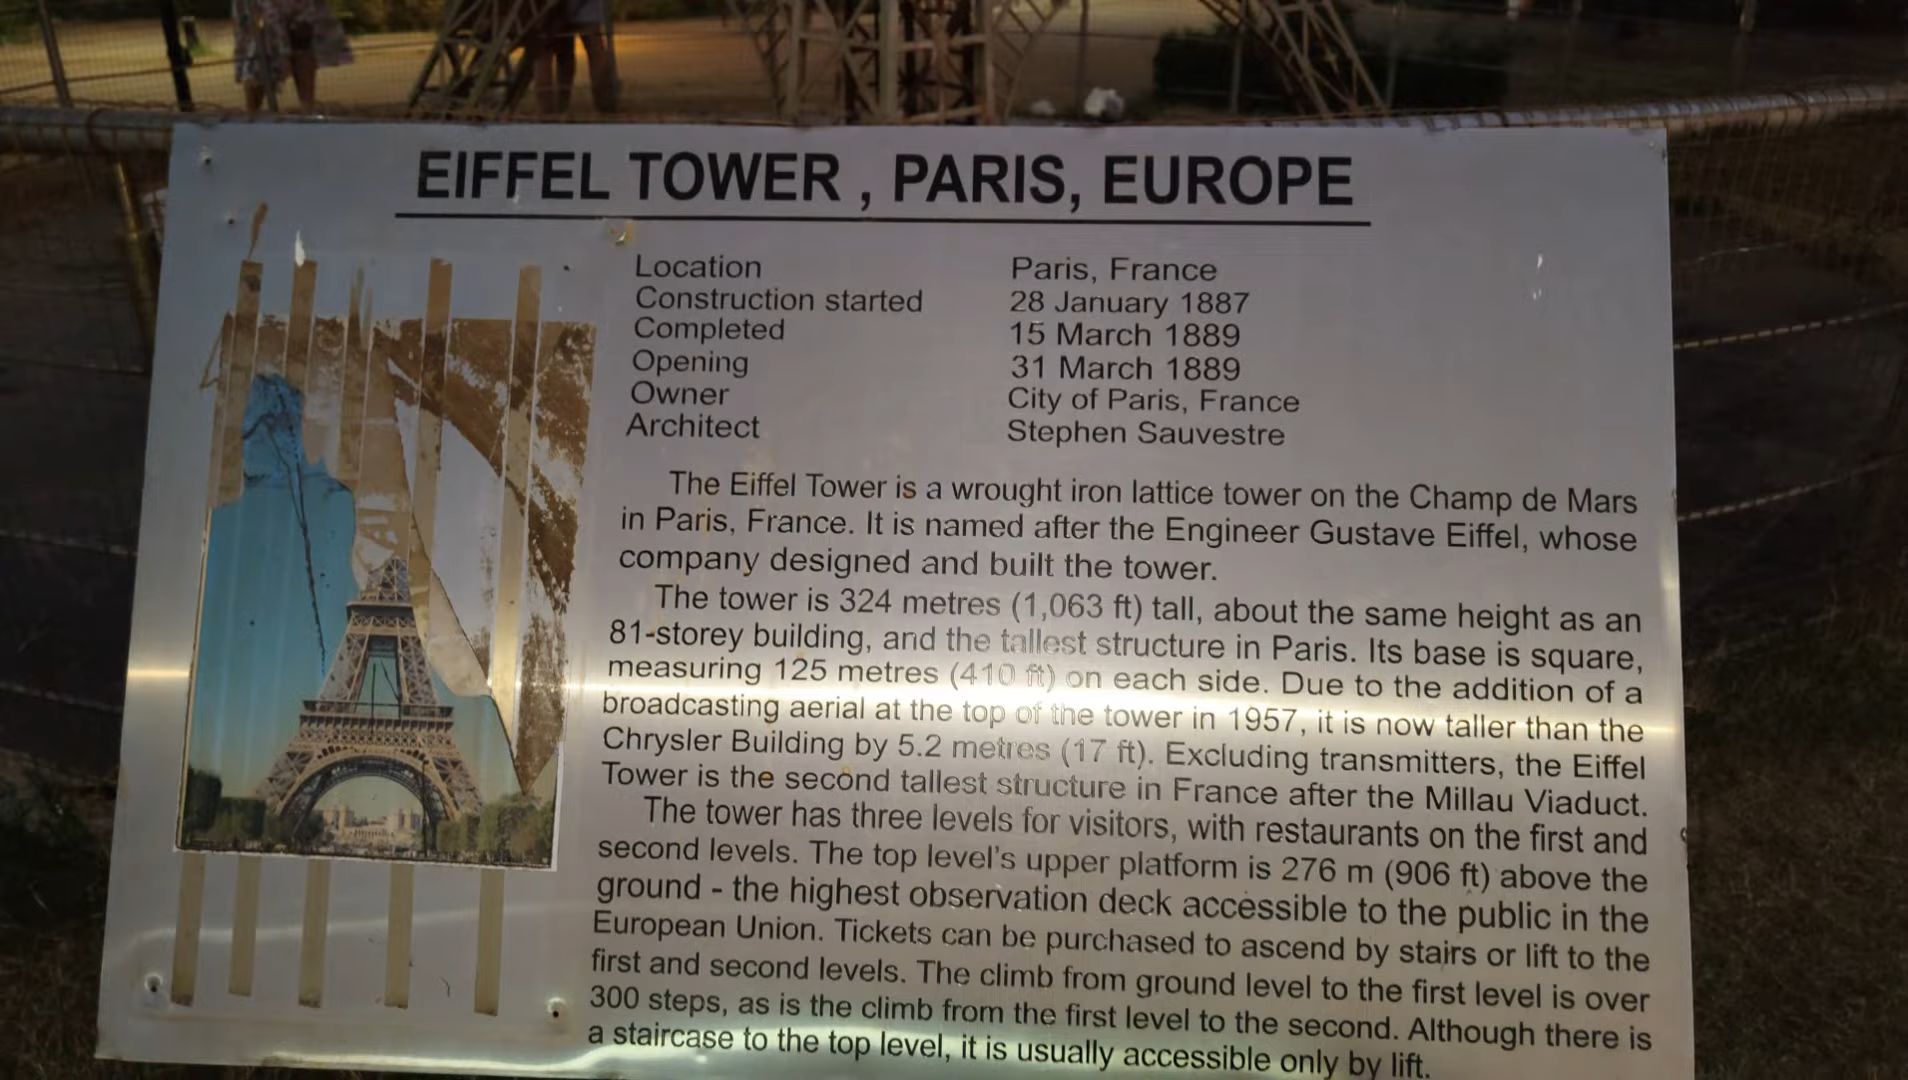 EIFFEL TOWER , PARIS, EUROPE
Location Paris, France
Construction started 28 January 1887
Completed 15 March 1889
Opening 31 March 1889
Owner City of Paris, France
Architect Stephen Sauvestre
The Eiffel Tower is a wrought iron lattice tower on the Champ de Mars
in Paris, France. It is named after the Engineer Gustave Eiffel, whose
company designed and built the tower.
The tower is 324 metres (1,063 ft) tall, about the same height as an
81-storey building, and the tallest structure in Paris. Its base is square,
measuring 125 metres (410 ft) on each side. Due to the addition of a
broadcasting aerial at the top of the tower in 1957, it is now taller than the
Chrysler Building by 5.2 metres (17 ft). Excluding transmitters, the Eiffel
Tower is the second tallest structure in France after the Millau Viaduct.
The tower has three levels for visitors, with restaurants on the first and
second levels. The top level's upper platform is 276 m (906 ft) above the
ground - the highest observation deck accessible to the public in the
European Union. Tickets can be purchased to ascend by stairs or lift to the
first and second levels. The climb from ground level to the first level is over
300 steps, as is the climb from the first level to the second. Although there is
a staircase to the top level, it is usually accessible only by lift.